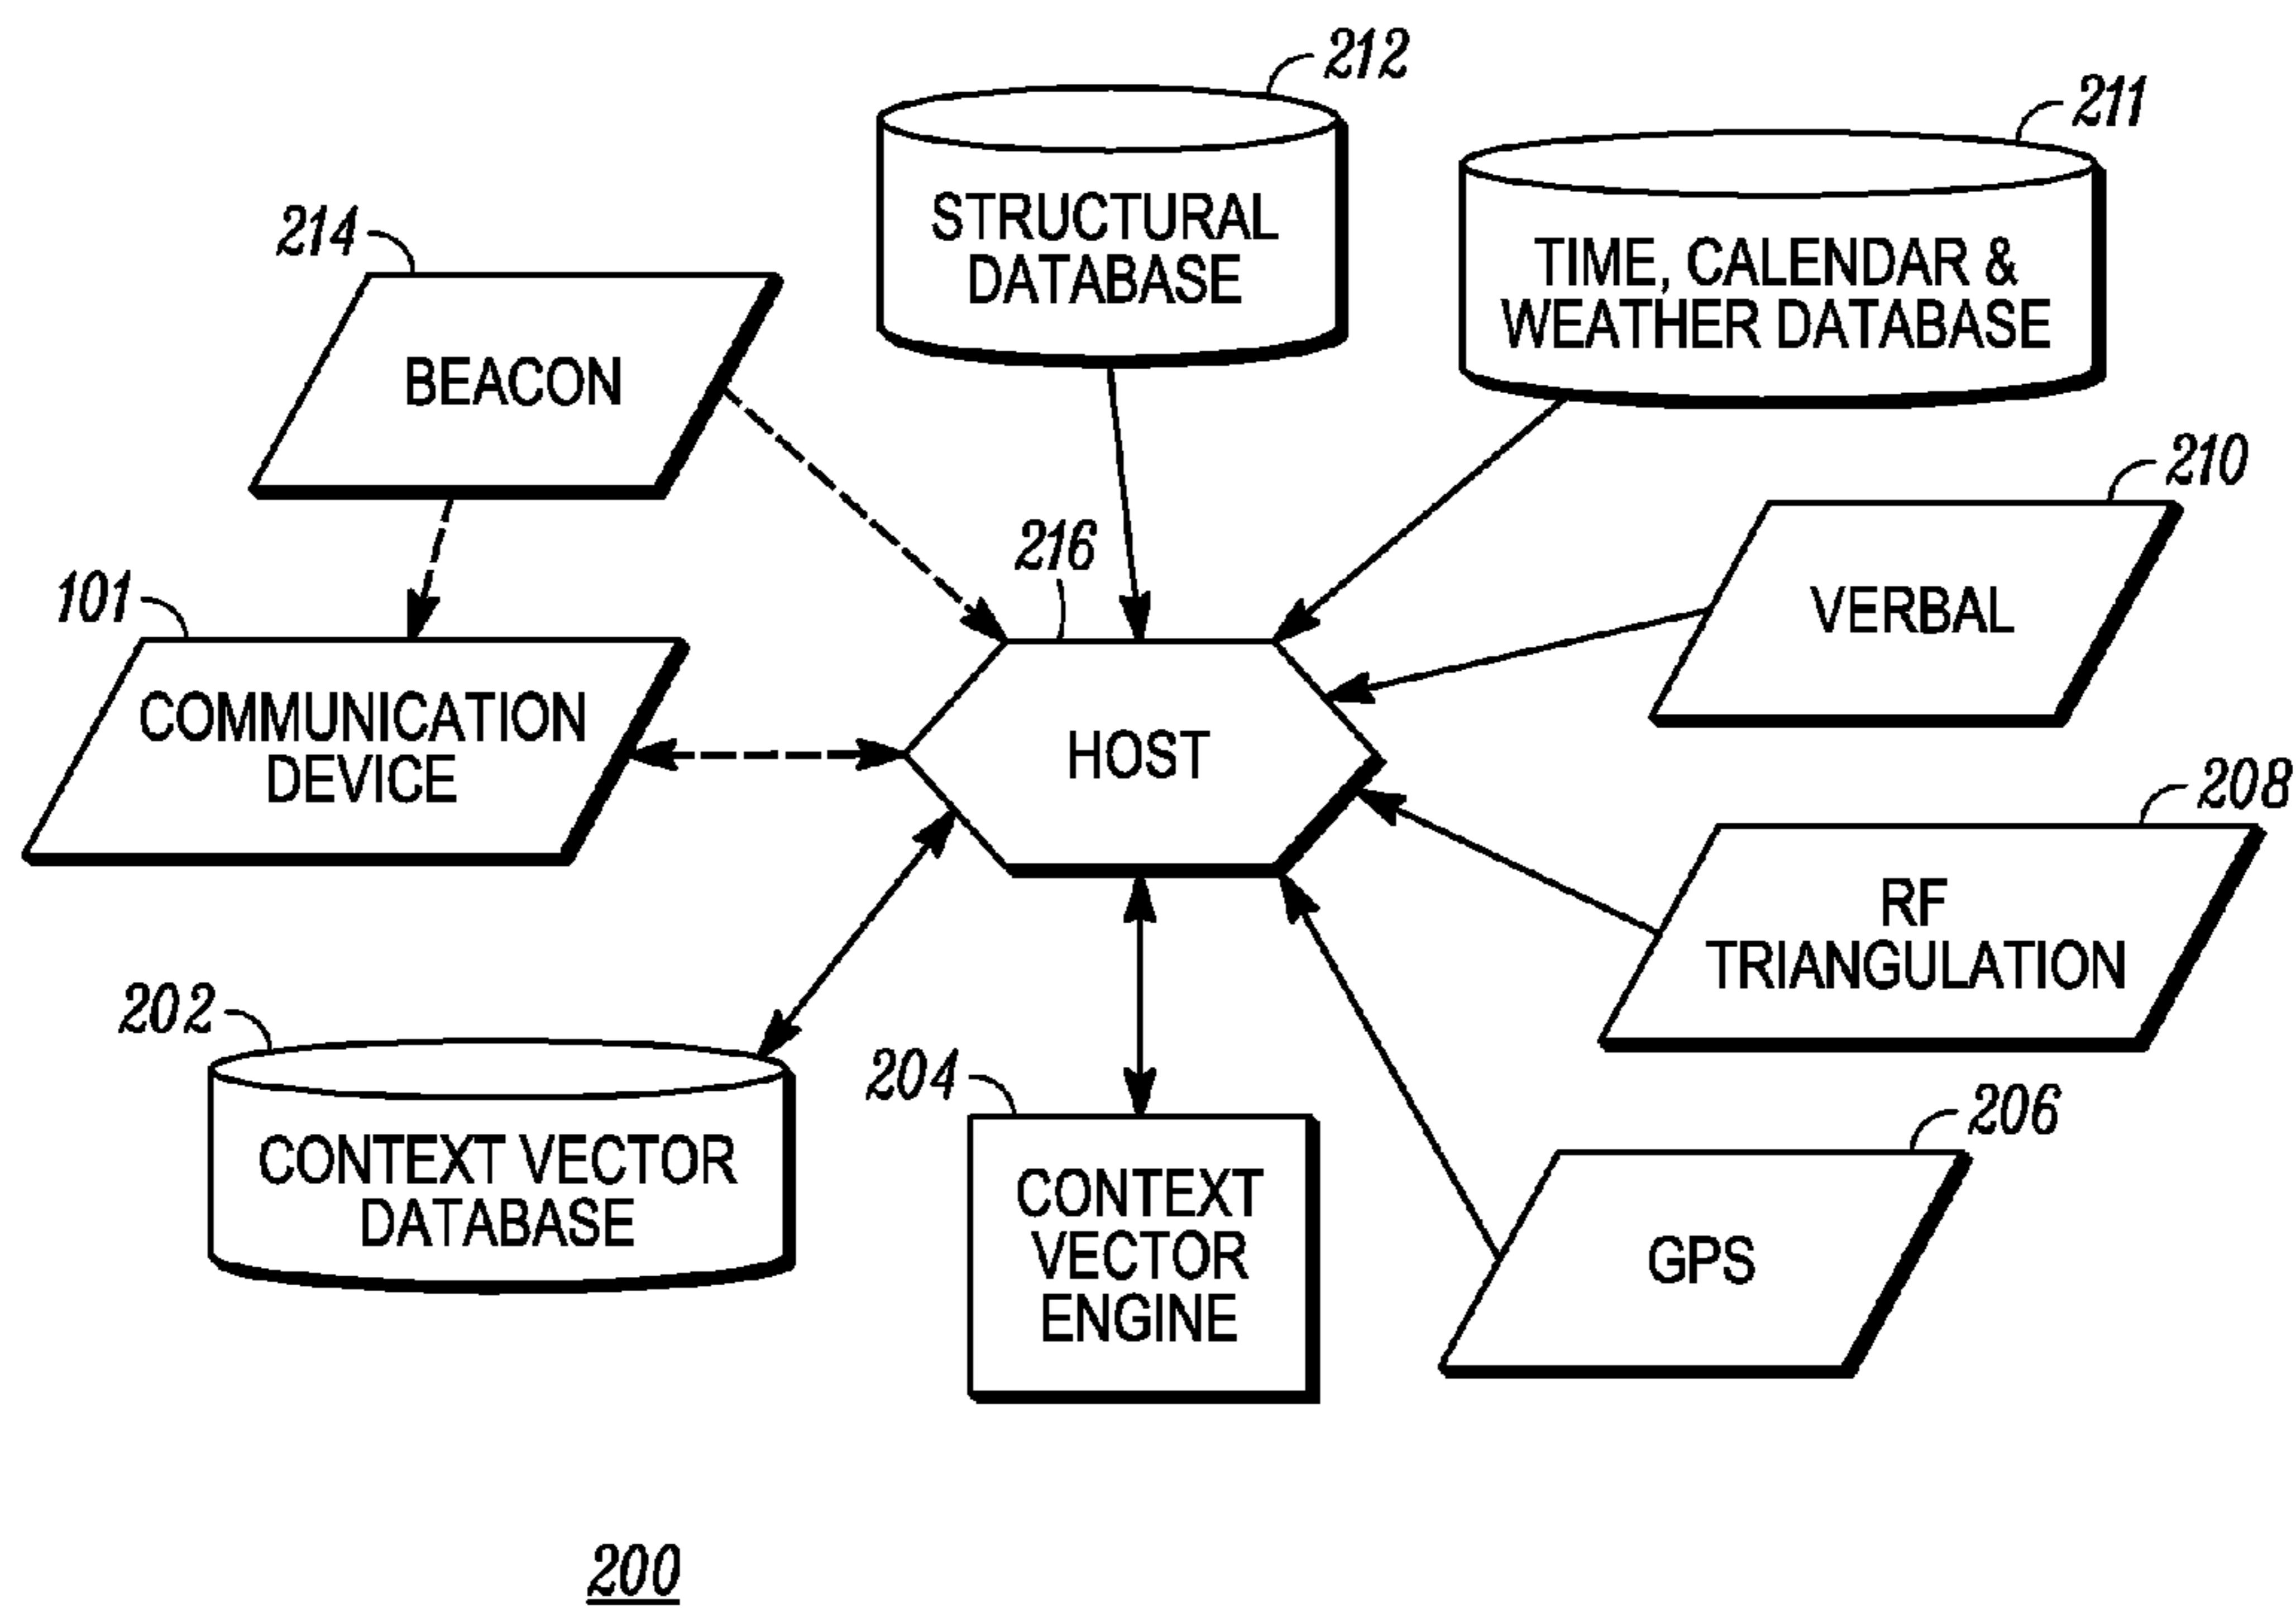 212
211
STRUCTURAL
DATABASE
TIME, CALENDAR &
WEATHER DATABASE
214
BEACON
210
VERBAL
216
HOST
101
COMMUNICATION
DEVICE
208
RF
TRIANGULATION
202
CONTEXT VECTOR
DATABASE
204
CONTEXT
VECTOR
ENGINE
206
GPS
200